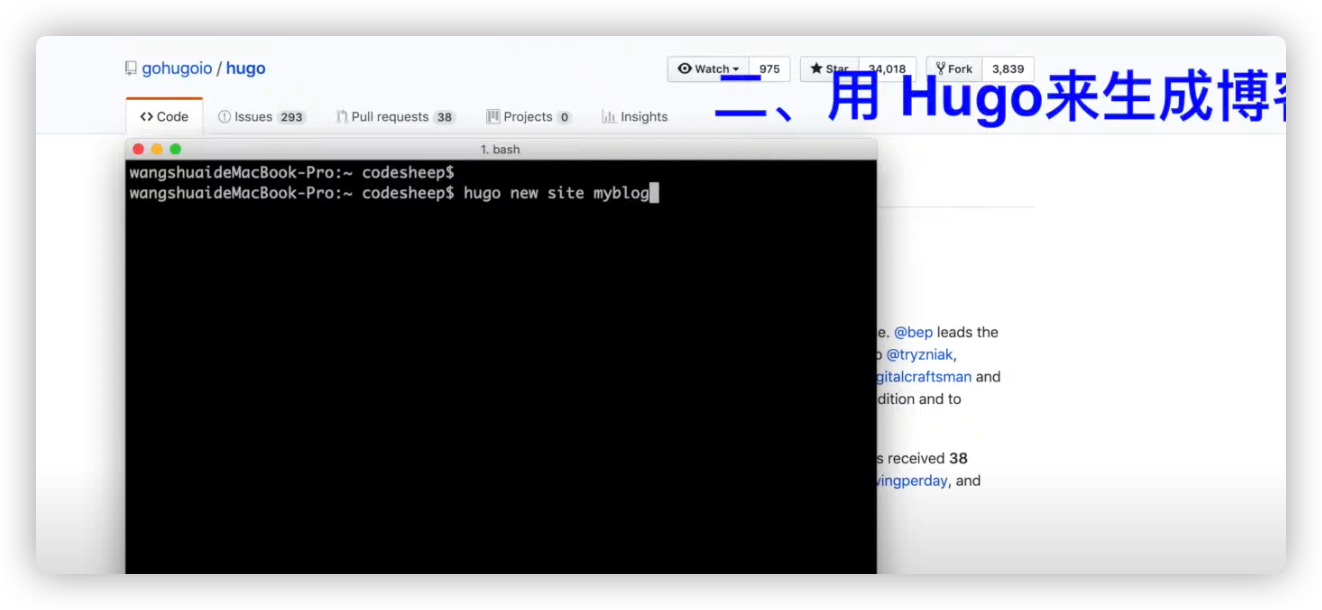 gohugoio / hugo
Watch 975 Star 34,018 Fork 3,839
二、用 Hugo来生成博客
Code Issues 293 Pull requests 38 Projects 0 Insights
1. bash
wangshuaideMacBook-Pro:~ codesheep$
wangshuaideMacBook-Pro:~ codesheep$ hugo new site myblog
e. @bep leads the
o @tryzniak,
gitalcraftsman and
dition and to
s received 38
wingperday, and